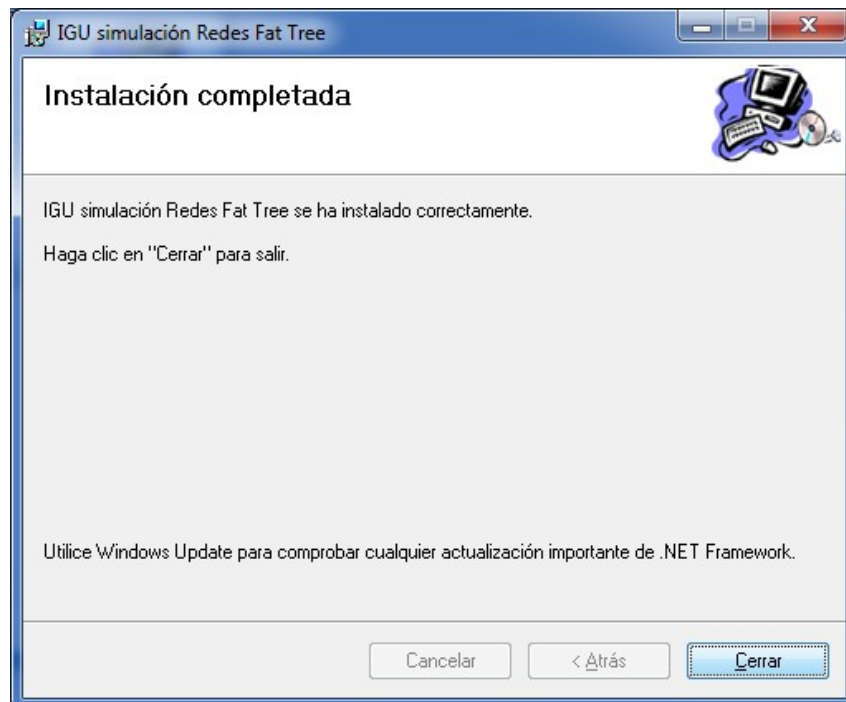 IGU simulación Redes Fat Tree
Instalación completada
IGU simulación Redes Fat Tree se ha instalado correctamente.
Haga clic en "Cerrar" para salir.
Utilice Windows Update para comprobar cualquier actualización importante de .NET Framework.
Cancelar
< Atrás
Cerrar